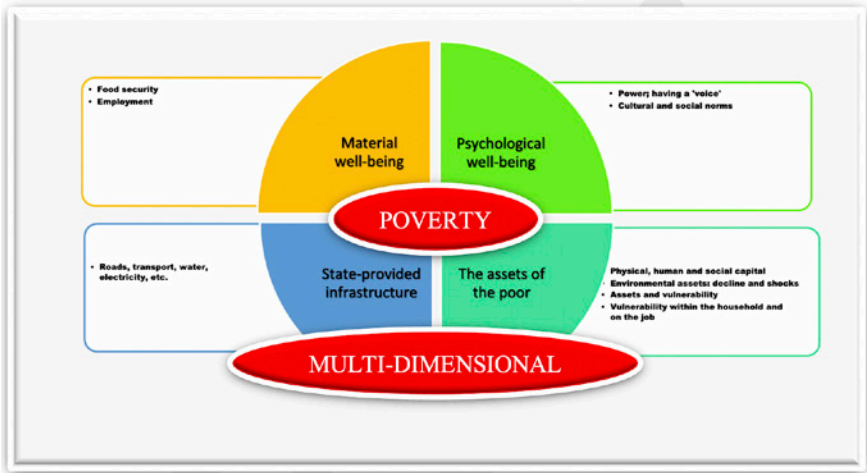 • Food security
• Employment
Material
well-being
Psychological
well-being
• Power; having a 'voice'
• Cultural and social norms
POVERTY
• Roads, transport, water,
electricity, etc.
State-provided
infrastructure
The assets of
the poor
Physical, human and social capital
• Environmental assets: decline and shocks
• Assets and vulnerability
• Vulnerability within the household and
on the job
MULTI-DIMENSIONAL